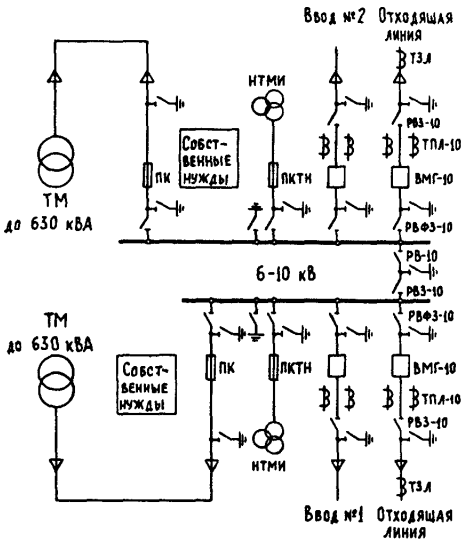 Ввод №2 Отходящая
линия
ТЗЛ
НТМИ
РВЗ-10
Собст-
венные
нужды
ТПЛ-10
ПК
ПКТН
ВМГ-10
ТМ
до 630 кВА
РВФЗ-10
РВ-10
6-10 кВ
РВЗ-10
ТМ
до 630 кВА
РВФЗ-10
Собст-
венные
нужды
ПК
ПКТН
ВМГ-10
ТПЛ-10
РВЗ-10
НТМИ
ТЗЛ
Ввод №1 Отходящая
линия